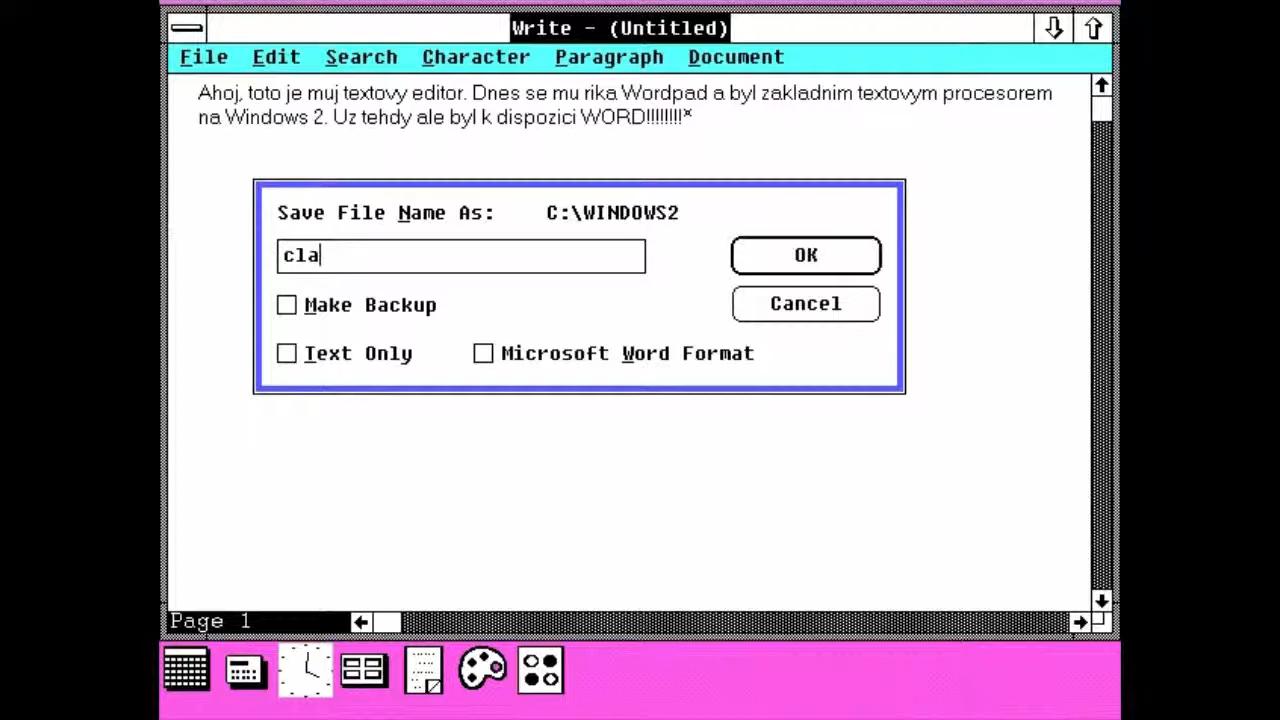 Write - (Untitled)
File Edit Search Character Paragraph Document
Ahoj, toto je muj textovy editor. Dnes se mu rika Wordpad a byl zakladnim textovym procesorem
na Windows 2. Uz tehdy ale byl k dispozici WORD!!!!!!!!¤
Save File Name As: C:\WINDOWS2
cla
OK
Make Backup
Cancel
Text Only Microsoft Word Format
Page 1